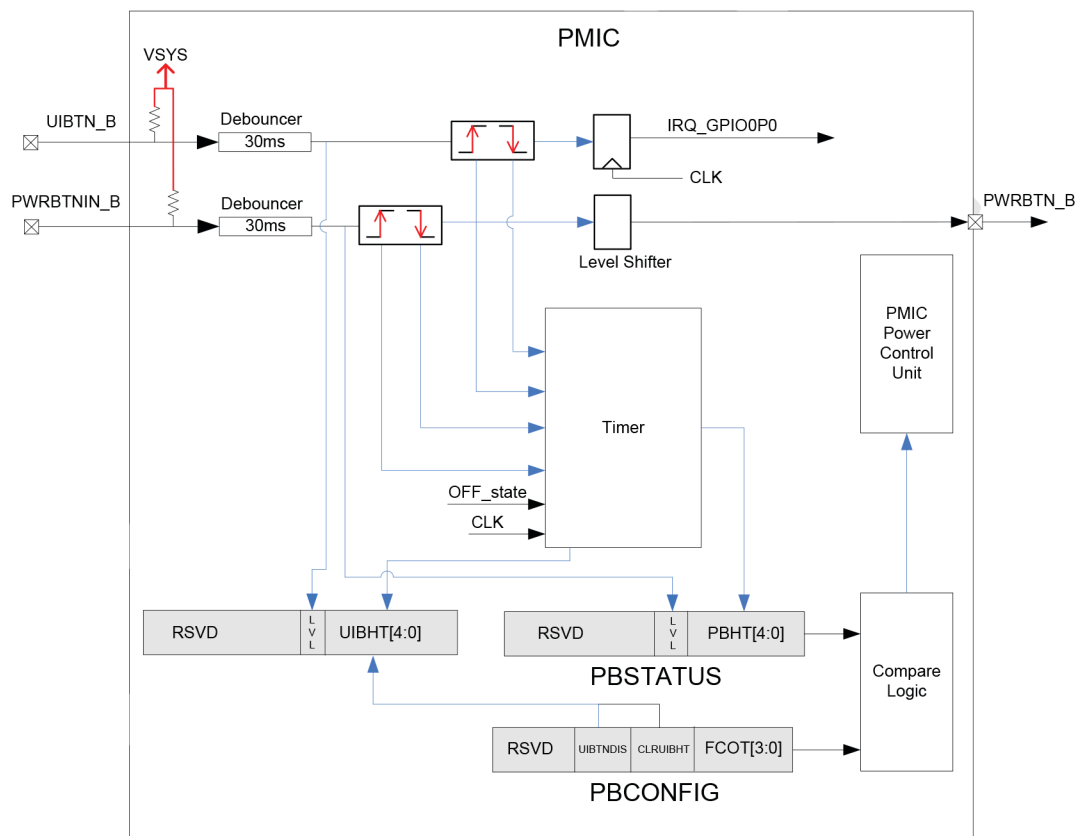 PMIC
VSYS
UIBTN_B
Debouncer
30ms
IRQ_GPIO0P0
CLK
PWRBTNIN_B
Debouncer
30ms
Level Shifter
PWRBTN_B
PMIC
Power
Control
Unit
Timer
OFF_state
CLK
RSVD
L
V
L
UIBHT[4:0]
RSVD
L
V
L
PBHT[4:0]
PBSTATUS
Compare
Logic
RSVD
UIBTNDIS
CLRUIBHT
FCOT[3:0]
PBCONFIG